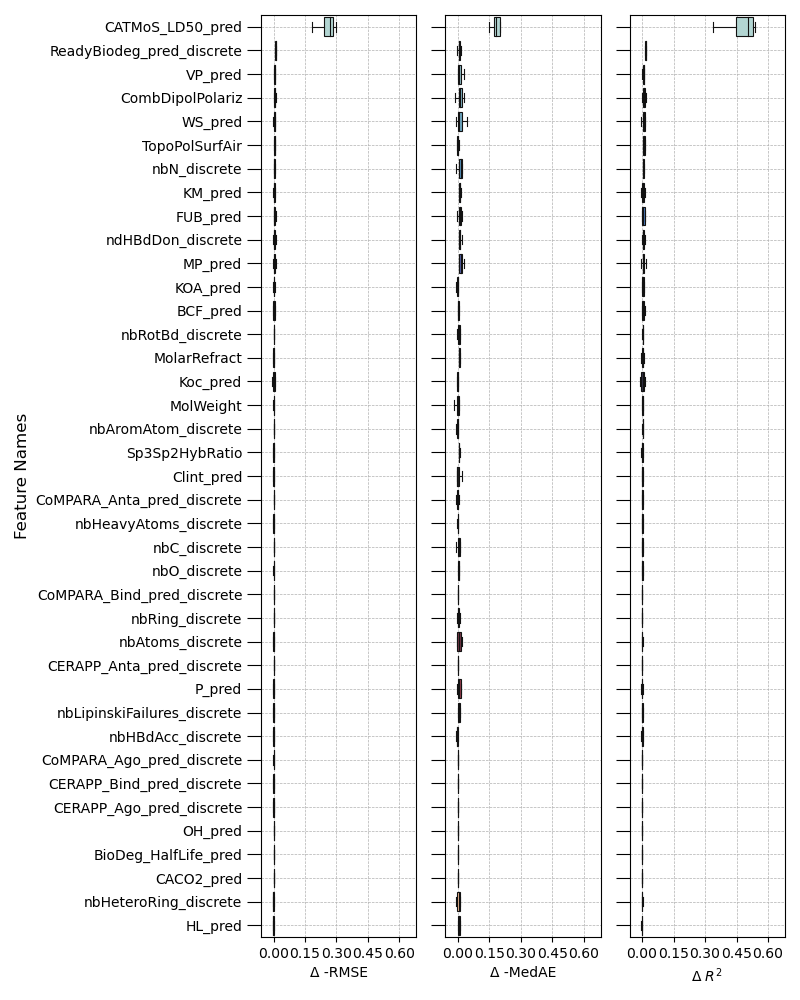 CATMoS_LD50_pred
ReadyBiodeg_pred_discrete
VP_pred
CombDipolPolariz
WS_pred
TopoPolSurfAir
nbN_discrete
KM_pred
FUB_pred
ndHBdDon_discrete
MP_pred
KOA_pred
BCF_pred
nbRotBd_discrete
MolarRefract
Koc_pred
MolWeight
nbAromAtom_discrete
Sp3Sp2HybRatio
Clint_pred
CoMPARA_Anta_pred_discrete
nbHeavyAtoms_discrete
nbC_discrete
nbO_discrete
CoMPARA_Bind_pred_discrete
nbRing_discrete
nbAtoms_discrete
CERAPP_Anta_pred_discrete
P_pred
nbLipinskiFailures_discrete
nbHBdAcc_discrete
CoMPARA_Ago_pred_discrete
CERAPP_Bind_pred_discrete
CERAPP_Ago_pred_discrete
OH_pred
BioDeg_HalfLife_pred
CACO2_pred
nbHeteroRing_discrete
HL_pred
Feature Names
0.00 0.15 0.30 0.45 0.60
Δ -RMSE
0.00 0.15 0.30 0.45 0.60
Δ -MedAE
0.00 0.15 0.30 0.45 0.60
Δ R²